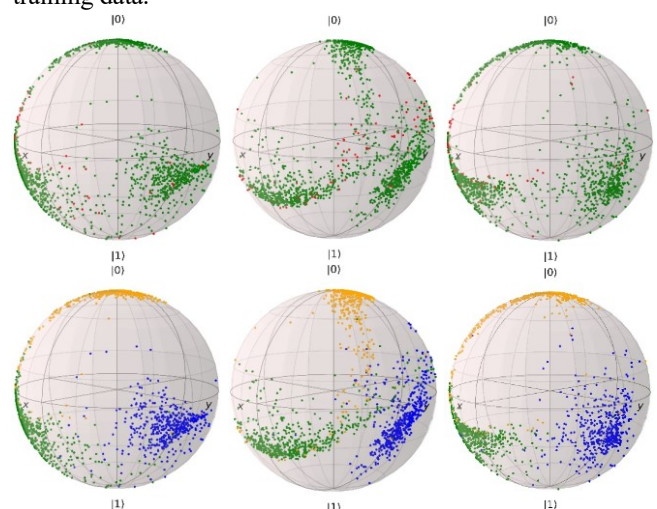 training data.
|0⟩ |0⟩ |0⟩
y x x y
|1⟩ |1⟩ |1⟩
|0⟩ |0⟩ |0⟩
y x x y
|1⟩ |1⟩ |1⟩